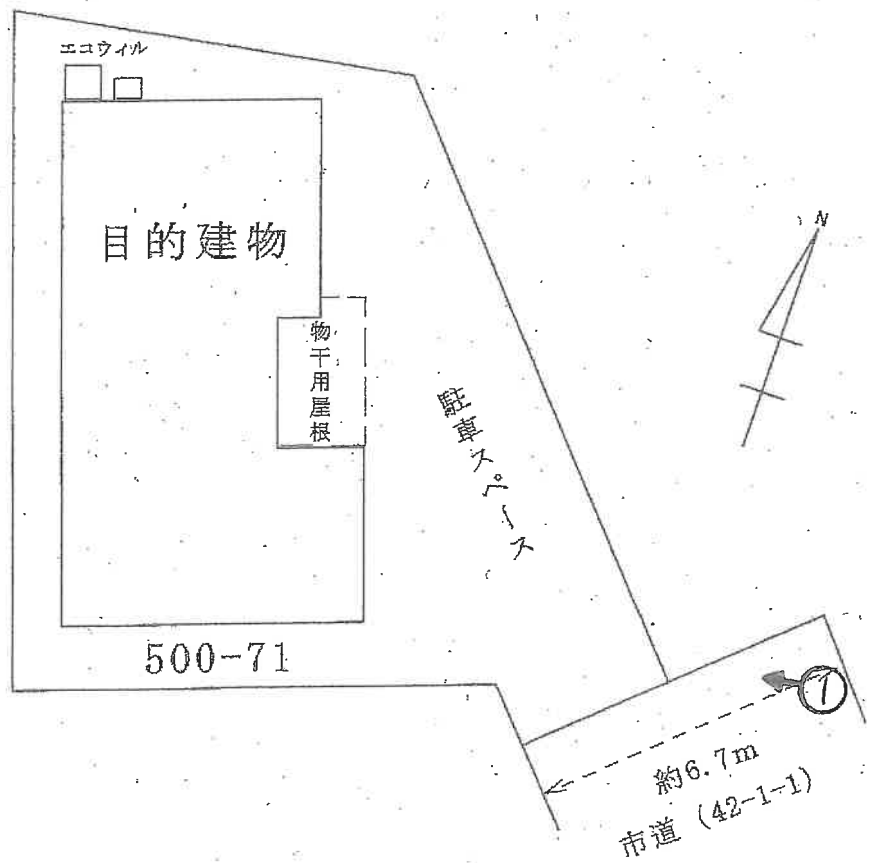 エコウィル
目的建物
N
物干用屋根
駐車スペース
500-71
1
約6.7m
市道 (42-1-1)